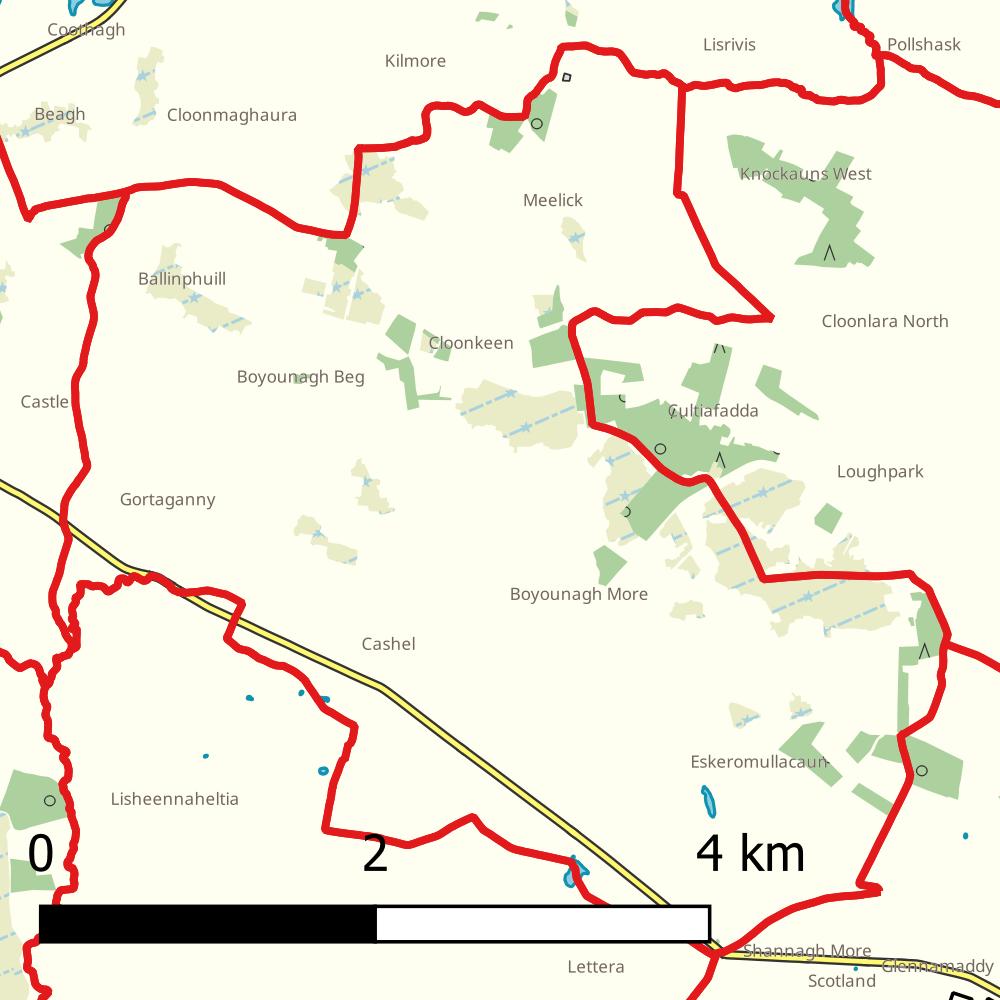 Coothagh
Kilmore
Lisrivis
Pollshask
Beagh
Cloonmaghaura
Knockauns West
Meelick
Ballinphuill
Cloonlara North
Cloonkeen
Boyounagh Beg
Castle
Cultiafadda
Loughpark
Gortaganny
Boyounagh More
Cashel
Eskeromullacaun
Lisheennaheltia
0 2 4 km
Shannagh More
Lettera
Glennamaddy
Scotland